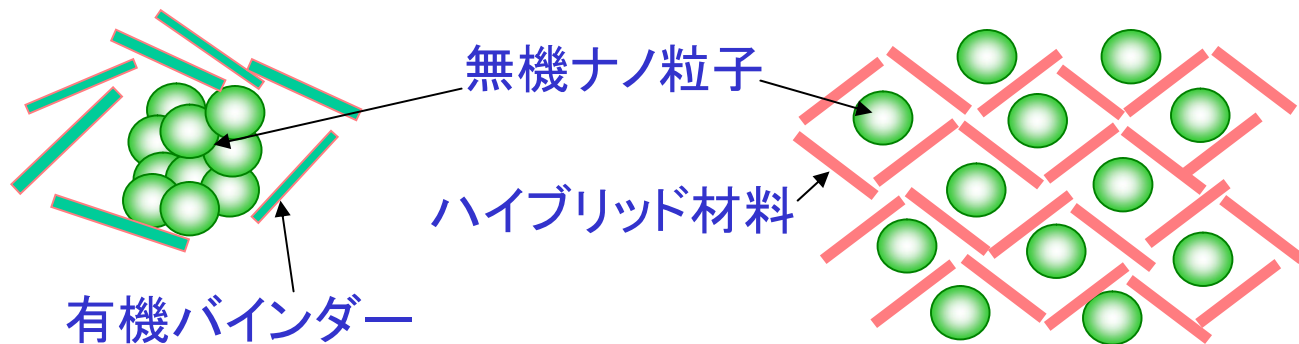 無機ナノ粒子
ハイブリッド材料
有機バインダー